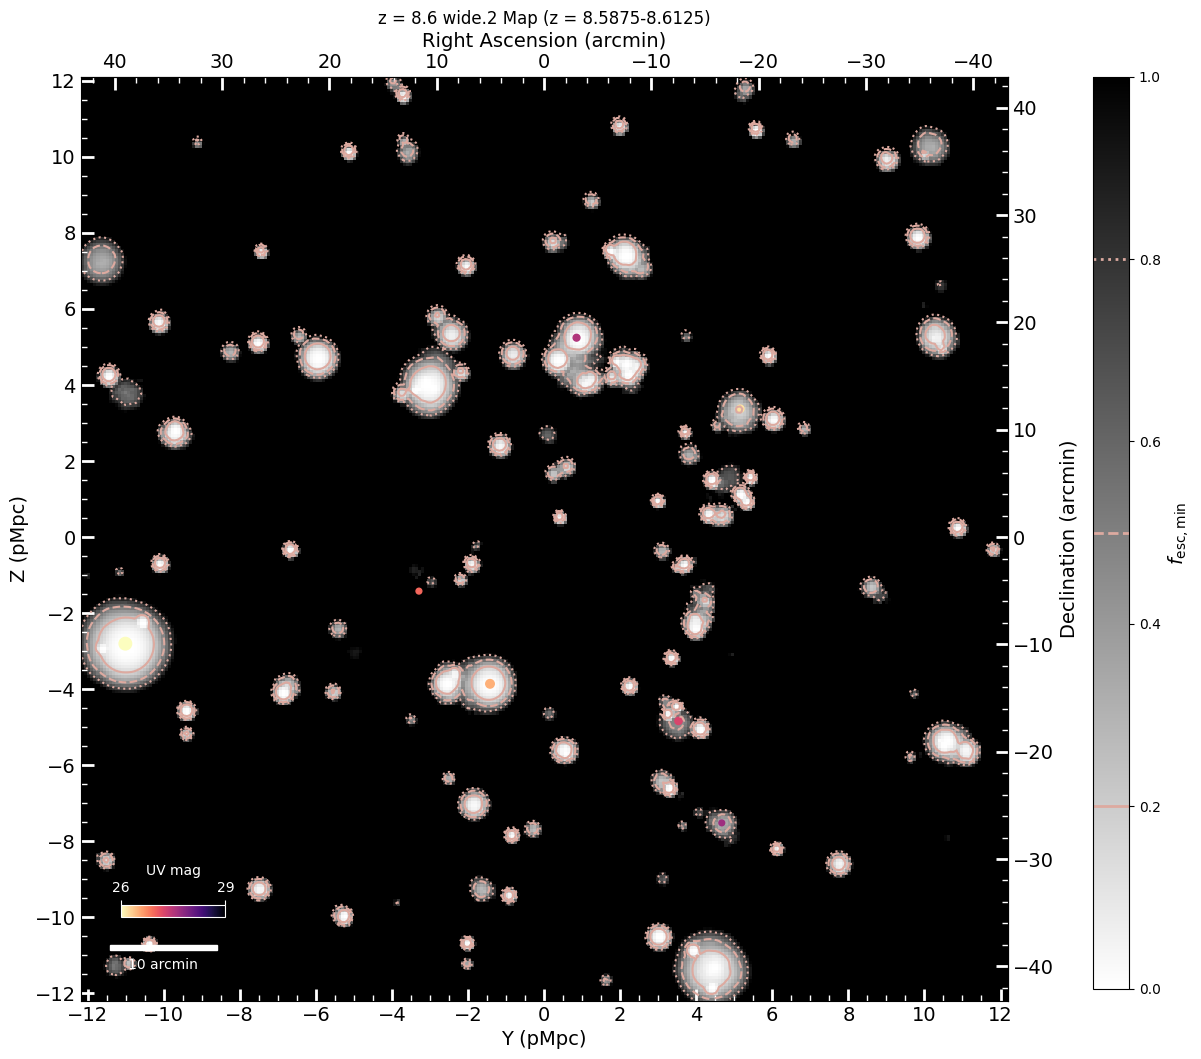 z = 8.6 wide.2 Map (z = 8.5875-8.6125)
Right Ascension (arcmin)
40 30 20 10 0 −10 −20 −30 −40
12
10
8
6
4
2
0
−2
−4
−6
−8
−10
−12
Z (pMpc)
UV mag
26 29
10 arcmin
−12 −10 −8 −6 −4 −2 0 2 4 6 8 10 12
Y (pMpc)
40
30
20
10
0
−10
−20
−30
−40
Declination (arcmin)
1.0
0.8
0.6
0.4
0.2
0.0
fesc,min